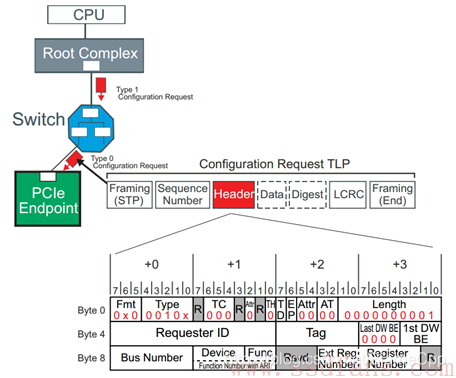 CPU
Root Complex
Type 1
Configuration Request
Switch
Type 0
Configuration Request
PCIe
Endpoint
Configuration Request TLP
Framing
(STP)
Sequence
Number
Header
Data
Digest
LCRC
Framing
(End)
+0 +1 +2 +3
7 6 5 4 3 2 1 0 7 6 5 4 3 2 1 0 7 6 5 4 3 2 1 0 7 6 5 4 3 2 1 0
Byte 0 Fmt Type R TC R Attr R TH T D E P Attr AT Length
0 x 0 0 0 1 0 x 0 0 0 0 0 0 0 0 0 0 0 0 0 0 0 0 0 0 1
Byte 4 Requester ID Tag Last DW BE 1st DW BE
0 0 0 0
Byte 8 Bus Number Device Func Rsvd Ext Reg Number Register Number R
Function Number with ARI